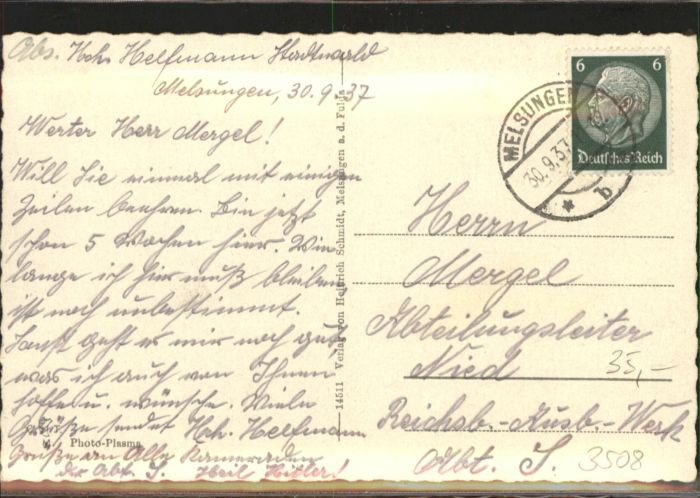 Abs. Hch. Helfmann Stadtwald
Melsungen, 30.9.37
Werter Herr Mergel!
Will Sie einmal mit einigen
Zeilen beehren. Bin jetzt
schon 5 Wochen hier. Wie
lange ich hier muß bleiben
ist noch unbestimmt.
Sonst geht es mir noch gut
was ich auch von Ihnen
hoffe u. wünsche. Viele
Grüße sendet Hch. Helfmann
Grüße an Alle Kameraden
der Abt. S. Heil Hitler!
Photo-Plasma
14511 Verlag von Heinrich Schmidt, Melsungen a. d. Fulda
6 6
Deutsches Reich
MELSUNGEN
30.9.37
* b
Herrn
Mergel
Abteilungsleiter
Nied
35,-
Reichsb.-Ausb.-Werk
Abt. S.
3508